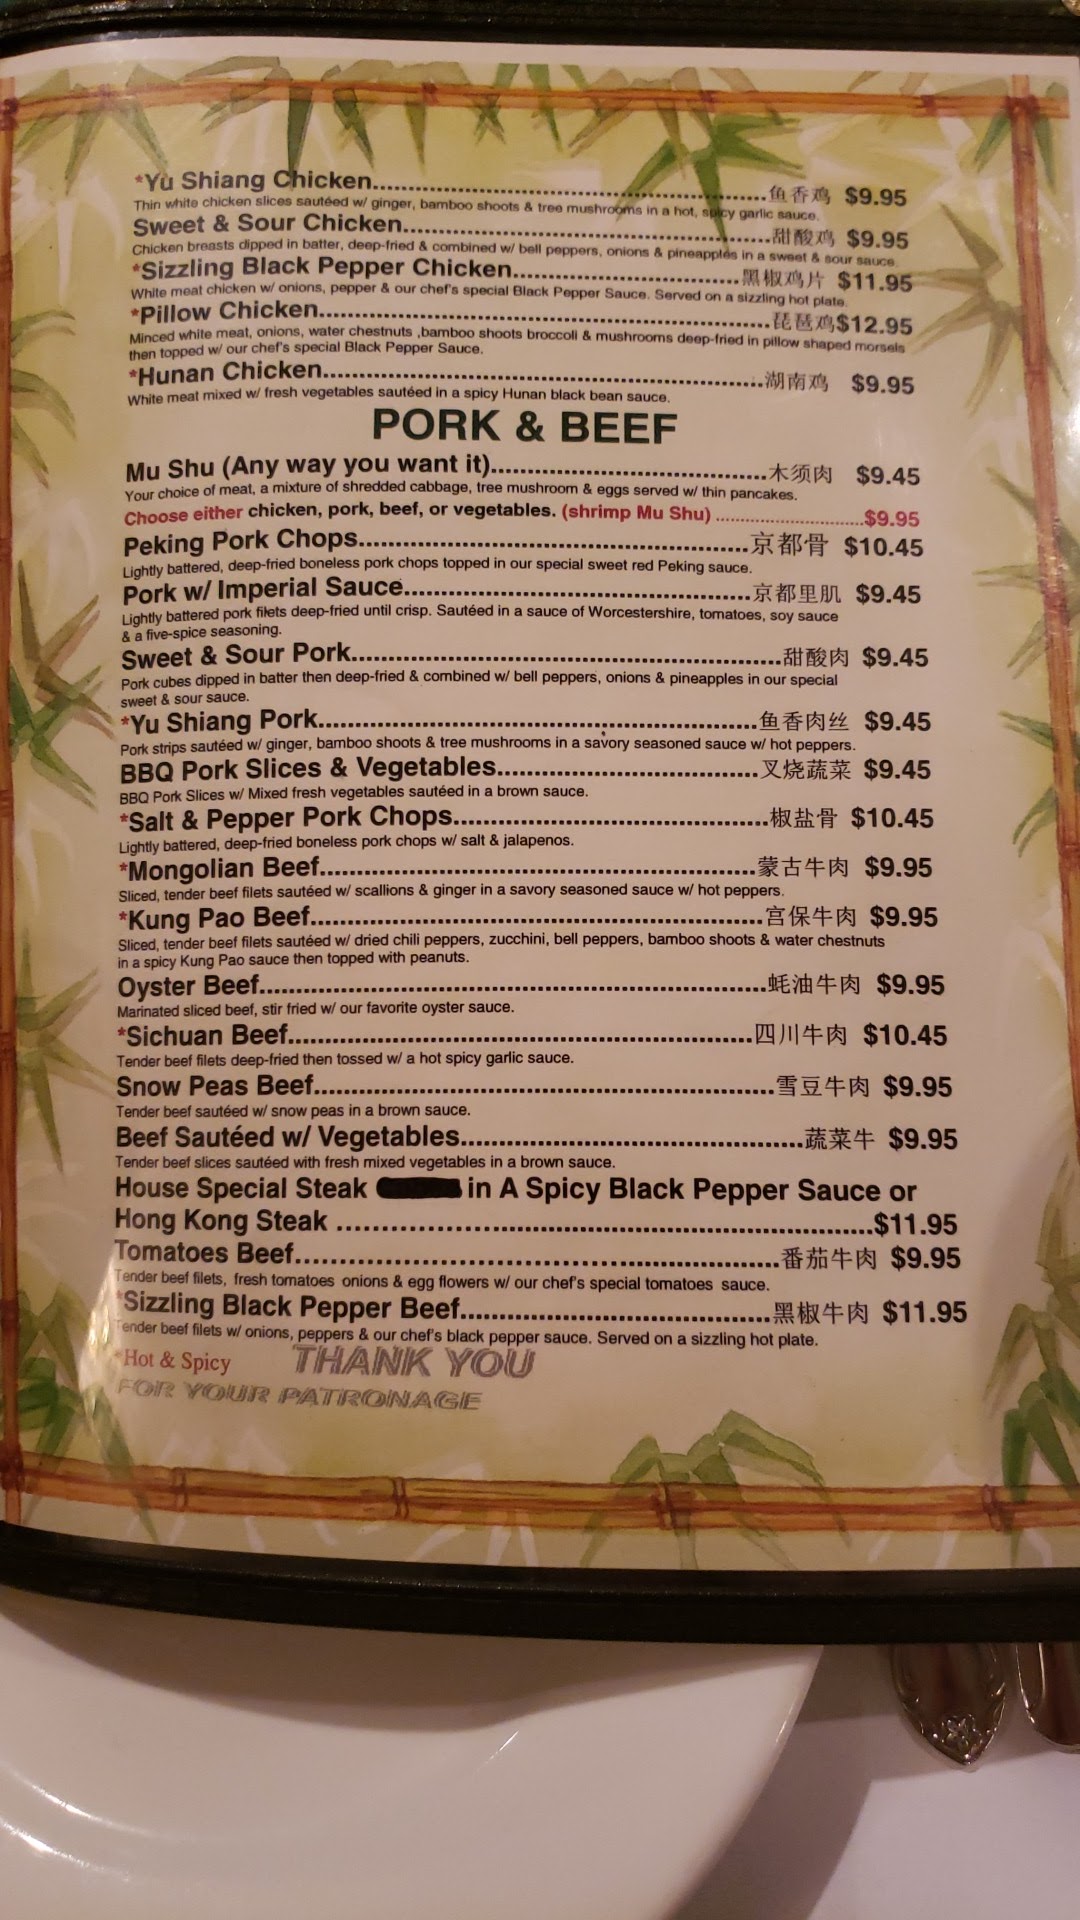 *Yu Shiang Chicken...........................................................鱼香鸡 $9.95
Thin white chicken slices sautéed w/ ginger, bamboo shoots & tree mushrooms in a hot, spicy garlic sauce.
Sweet & Sour Chicken.......................................................甜酸鸡 $9.95
Chicken breasts dipped in batter, deep-fried & combined w/ bell peppers, onions & pineapples in a sweet & sour sauce.
*Sizzling Black Pepper Chicken..................................黑椒鸡片 $11.95
White meat chicken w/ onions, pepper & our chef's special Black Pepper Sauce. Served on a sizzling hot plate.
*Pillow Chicken....................................................................琵琶鸡$12.95
Minced white meat, onions, water chestnuts ,bamboo shoots broccoli & mushrooms deep-fried in pillow shaped morsels
then topped w/ our chef's special Black Pepper Sauce.
*Hunan Chicken..................................................................湖南鸡 $9.95
White meat mixed w/ fresh vegetables sautéed in a spicy Hunan black bean sauce.
PORK & BEEF
Mu Shu (Any way you want it).........................................木须肉 $9.45
Your choice of meat, a mixture of shredded cabbage, tree mushroom & eggs served w/ thin pancakes.
Choose either chicken, pork, beef, or vegetables. (shrimp Mu Shu) ..............................$9.95
Peking Pork Chops...........................................................京都骨 $10.45
Lightly battered, deep-fried boneless pork chops topped in our special sweet red Peking sauce.
Pork w/ Imperial Sauce....................................................京都里肌 $9.45
Lightly battered pork filets deep-fried until crisp. Sautéed in a sauce of Worcestershire, tomatoes, soy sauce
& a five-spice seasoning.
Sweet & Sour Pork................................................................甜酸肉 $9.45
Pork cubes dipped in batter then deep-fried & combined w/ bell peppers, onions & pineapples in our special
sweet & sour sauce.
*Yu Shiang Pork.................................................................鱼香肉丝 $9.45
Pork strips sautéed w/ ginger, bamboo shoots & tree mushrooms in a savory seasoned sauce w/ hot peppers.
BBQ Pork Slices & Vegetables.......................................叉烧蔬菜 $9.45
BBQ Pork Slices w/ Mixed fresh vegetables sautéed in a brown sauce.
*Salt & Pepper Pork Chops...............................................椒盐骨 $10.45
Lightly battered, deep-fried boneless pork chops w/ salt & jalapenos.
*Mongolian Beef.................................................................蒙古牛肉 $9.95
Sliced, tender beef filets sautéed w/ scallions & ginger in a savory seasoned sauce w/ hot peppers.
*Kung Pao Beef...................................................................宫保牛肉 $9.95
Sliced, tender beef filets sautéed w/ dried chili peppers, zucchini, bell peppers, bamboo shoots & water chestnuts
in a spicy Kung Pao sauce then topped with peanuts.
Oyster Beef...........................................................................蚝油牛肉 $9.95
Marinated sliced beef, stir fried w/ our favorite oyster sauce.
*Sichuan Beef......................................................................四川牛肉 $10.45
Tender beef filets deep-fried then tossed w/ a hot spicy garlic sauce.
Snow Peas Beef....................................................................雪豆牛肉 $9.95
Tender beef sautéed w/ snow peas in a brown sauce.
Beef Sautéed w/ Vegetables..................................................蔬菜牛 $9.95
Tender beef slices sautéed with fresh mixed vegetables in a brown sauce.
House Special Steak in A Spicy Black Pepper Sauce or
Hong Kong Steak ...............................................................................$11.95
Tomatoes Beef......................................................................番茄牛肉 $9.95
Tender beef filets, fresh tomatoes onions & egg flowers w/ our chef's special tomatoes sauce.
*Sizzling Black Pepper Beef..............................................黑椒牛肉 $11.95
Tender beef filets w/ onions, peppers & our chef's black pepper sauce. Served on a sizzling hot plate.
*Hot & Spicy THANK YOU
FOR YOUR PATRONAGE